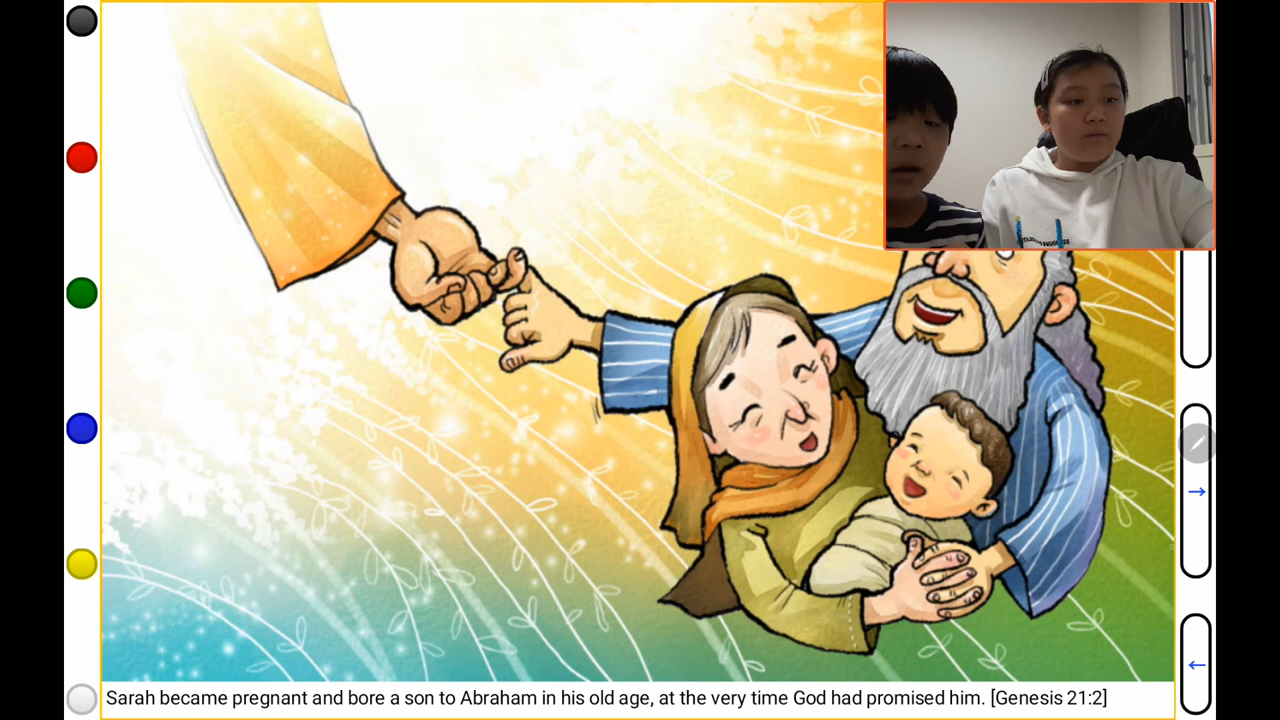 Sarah became pregnant and bore a son to Abraham in his old age, at the very time God had promised him. [Genesis 21:2]